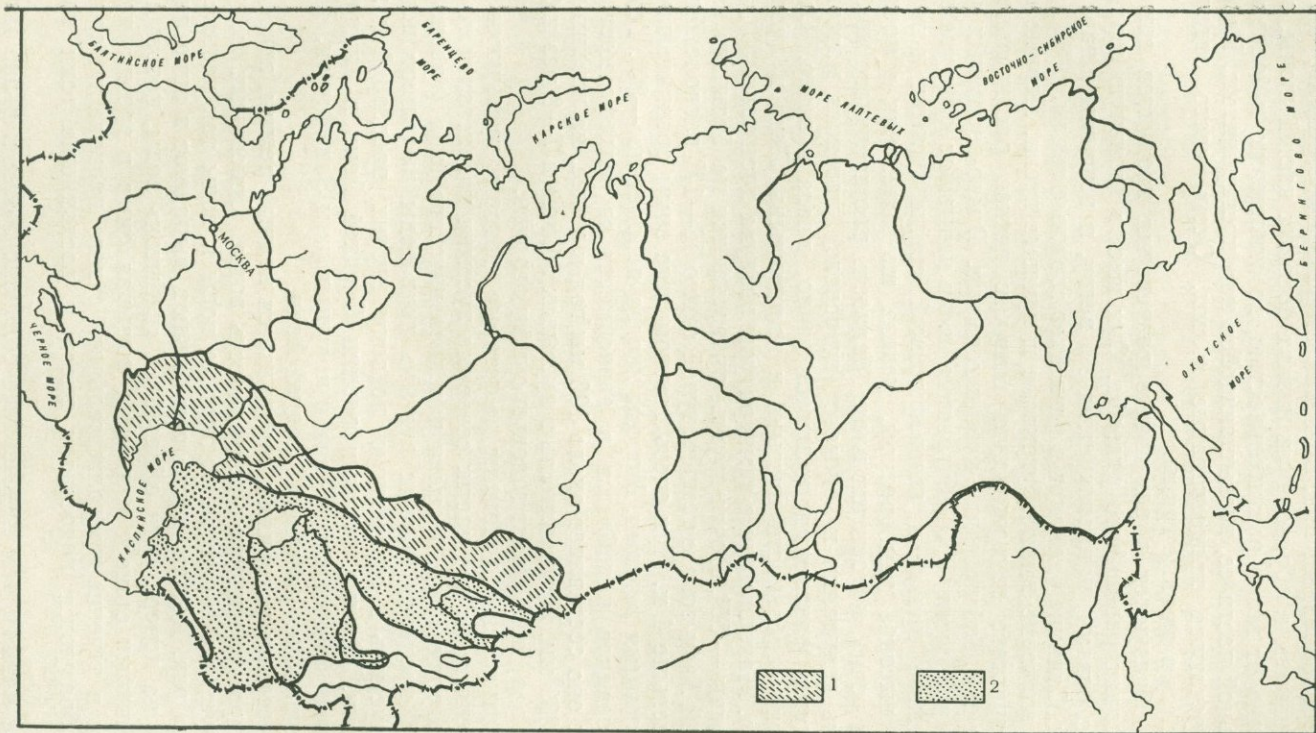 БАЛТИЙСКОЕ МОРЕ
БАРЕНЦЕВО
МОРЕ
КАРСКОЕ МОРЕ
МОРЕ ЛАПТЕВЫХ
ВОСТОЧНО-СИБИРСКОЕ
МОРЕ
БЕРИНГОВО МОРЕ
МОСКВА
ЧЕРНОЕ МОРЕ
ОХОТСКОЕ
МОРЕ
КАСПИЙСКОЕ МОРЕ
1
2